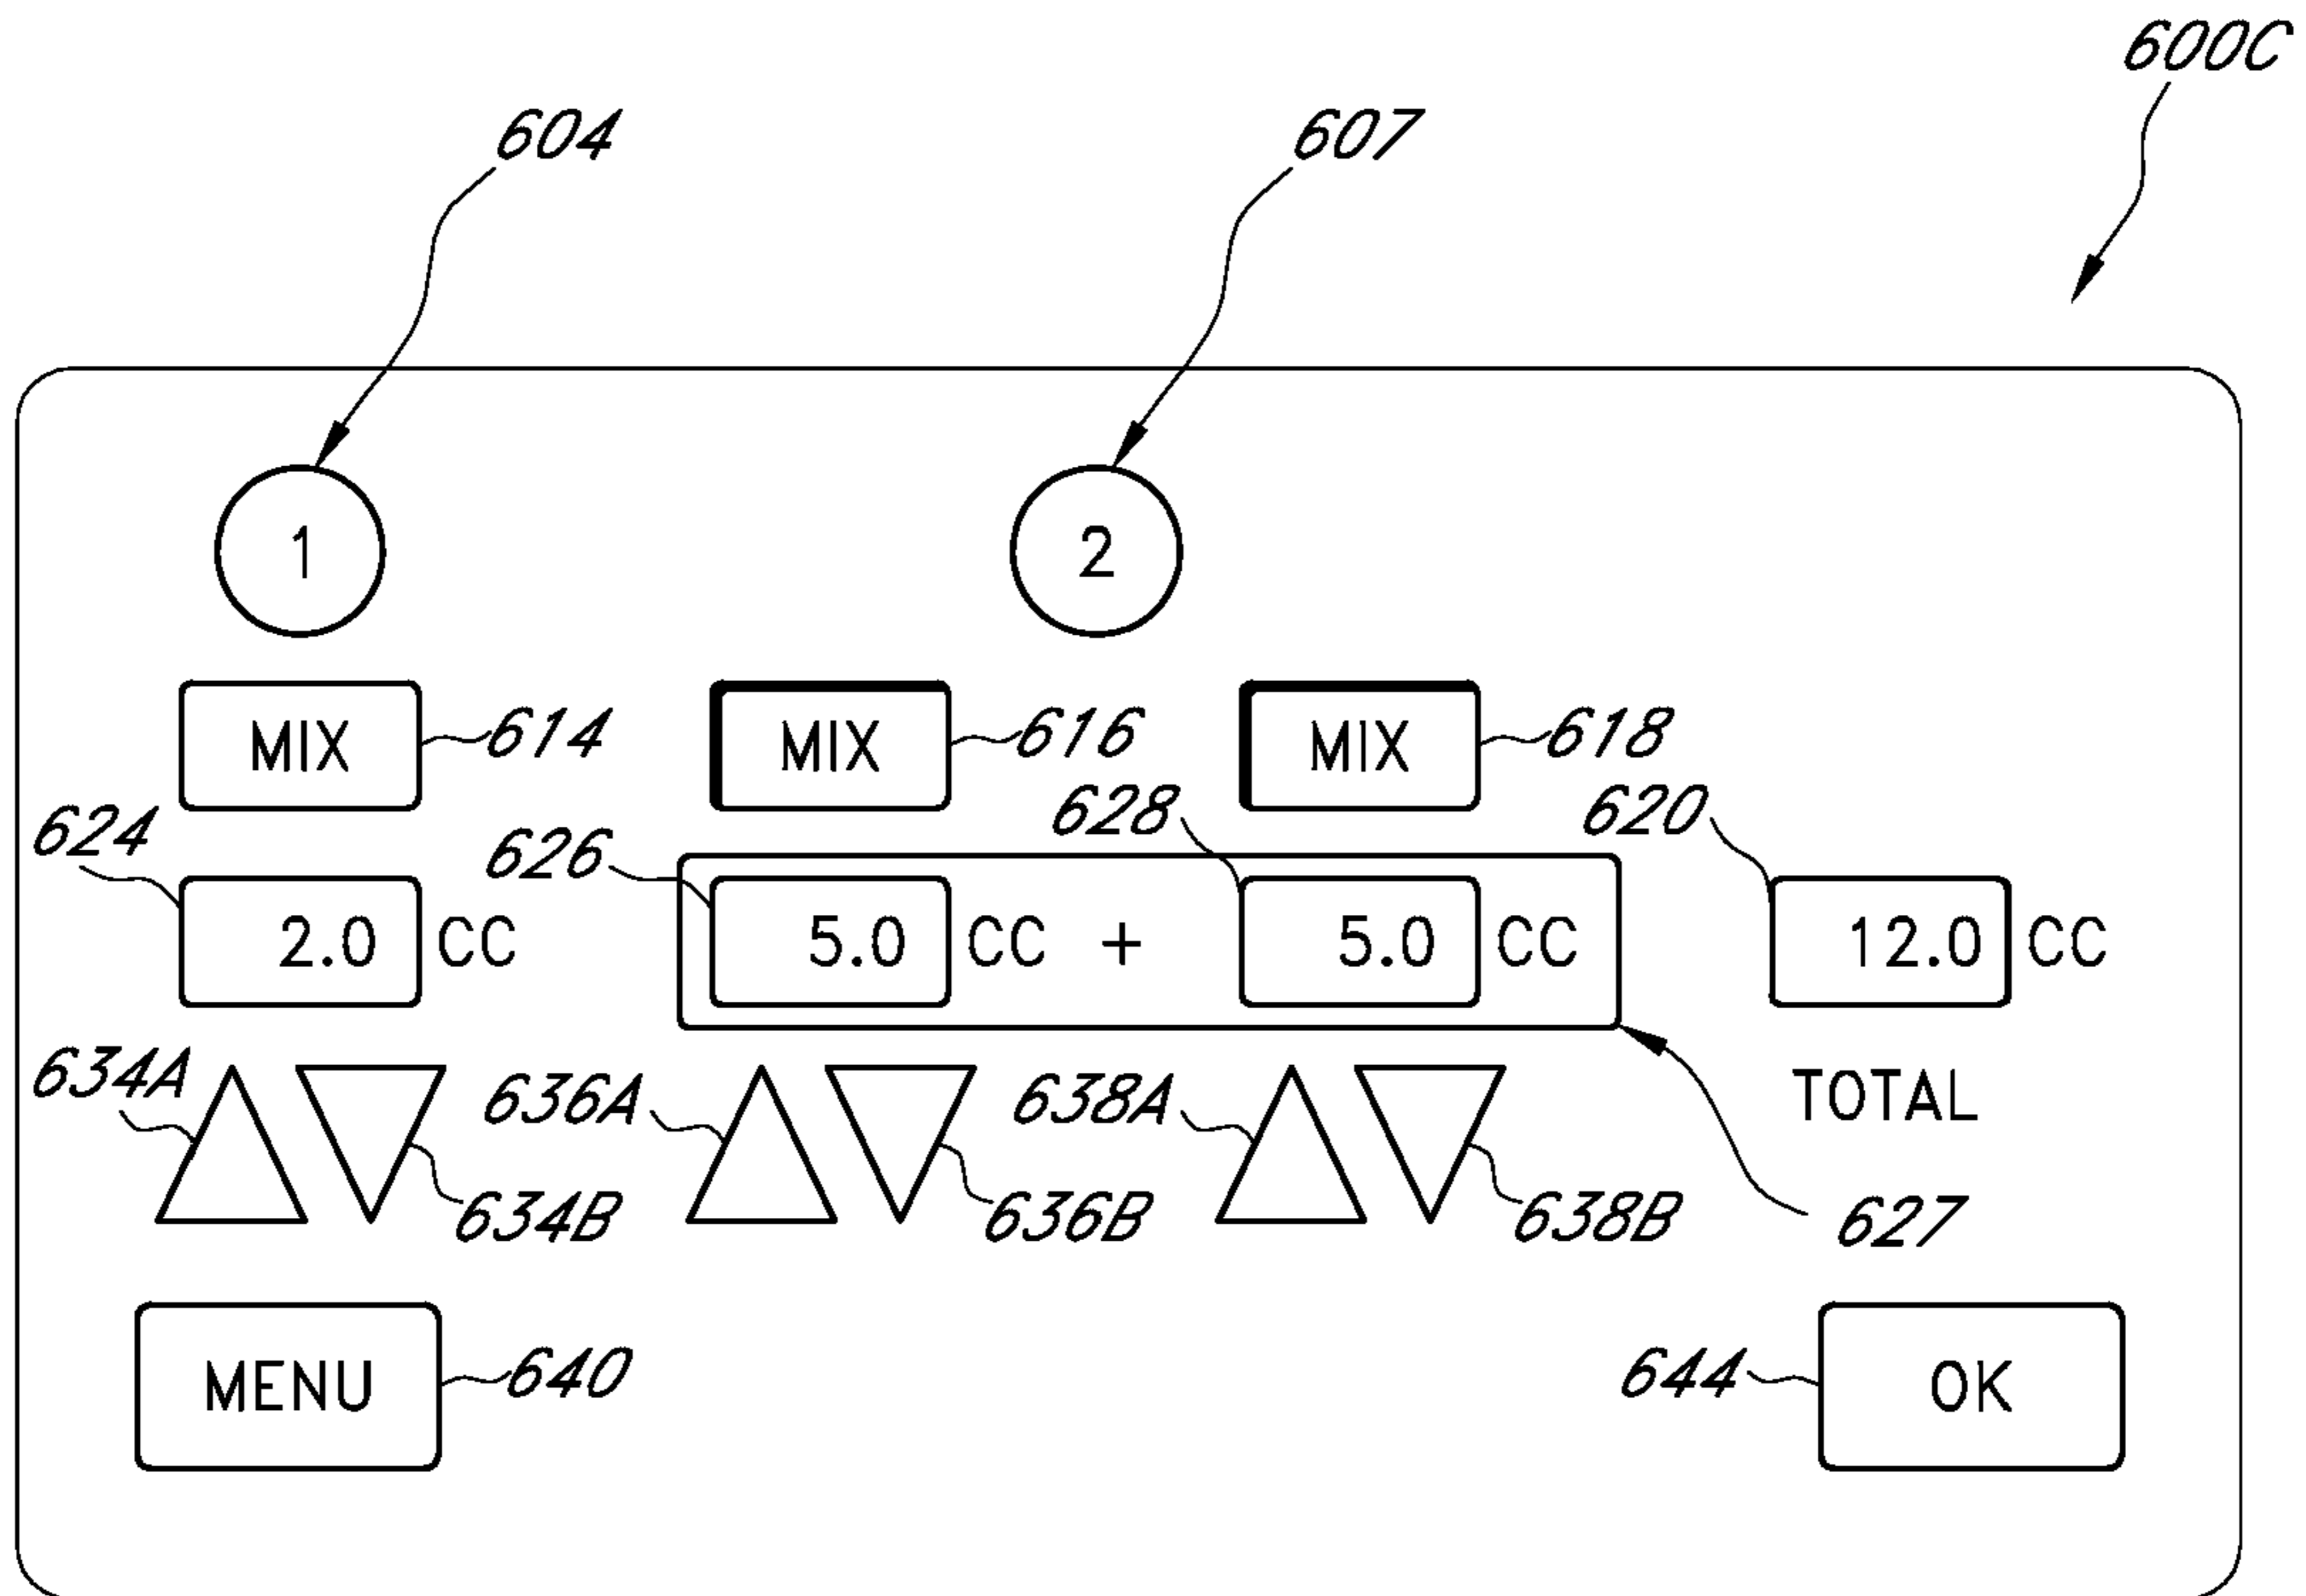 600C
604 607
1 2
MIX 614 MIX 616 MIX 618
624 626 628 620
2.0 CC 5.0 CC + 5.0 CC 12.0 CC
634A 636A 638A TOTAL
634B 636B 638B 627
MENU 640 644 OK